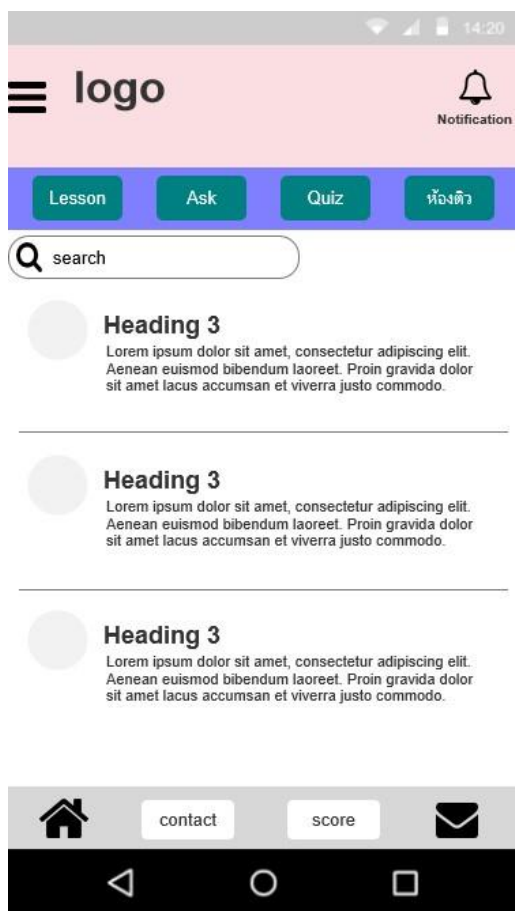 14:20
logo
Notification
Lesson Ask Quiz ห้องติว
search
Heading 3
Lorem ipsum dolor sit amet, consectetur adipiscing elit.
Aenean euismod bibendum laoreet. Proin gravida dolor
sit amet lacus accumsan et viverra justo commodo.
Heading 3
Lorem ipsum dolor sit amet, consectetur adipiscing elit.
Aenean euismod bibendum laoreet. Proin gravida dolor
sit amet lacus accumsan et viverra justo commodo.
Heading 3
Lorem ipsum dolor sit amet, consectetur adipiscing elit.
Aenean euismod bibendum laoreet. Proin gravida dolor
sit amet lacus accumsan et viverra justo commodo.
contact score